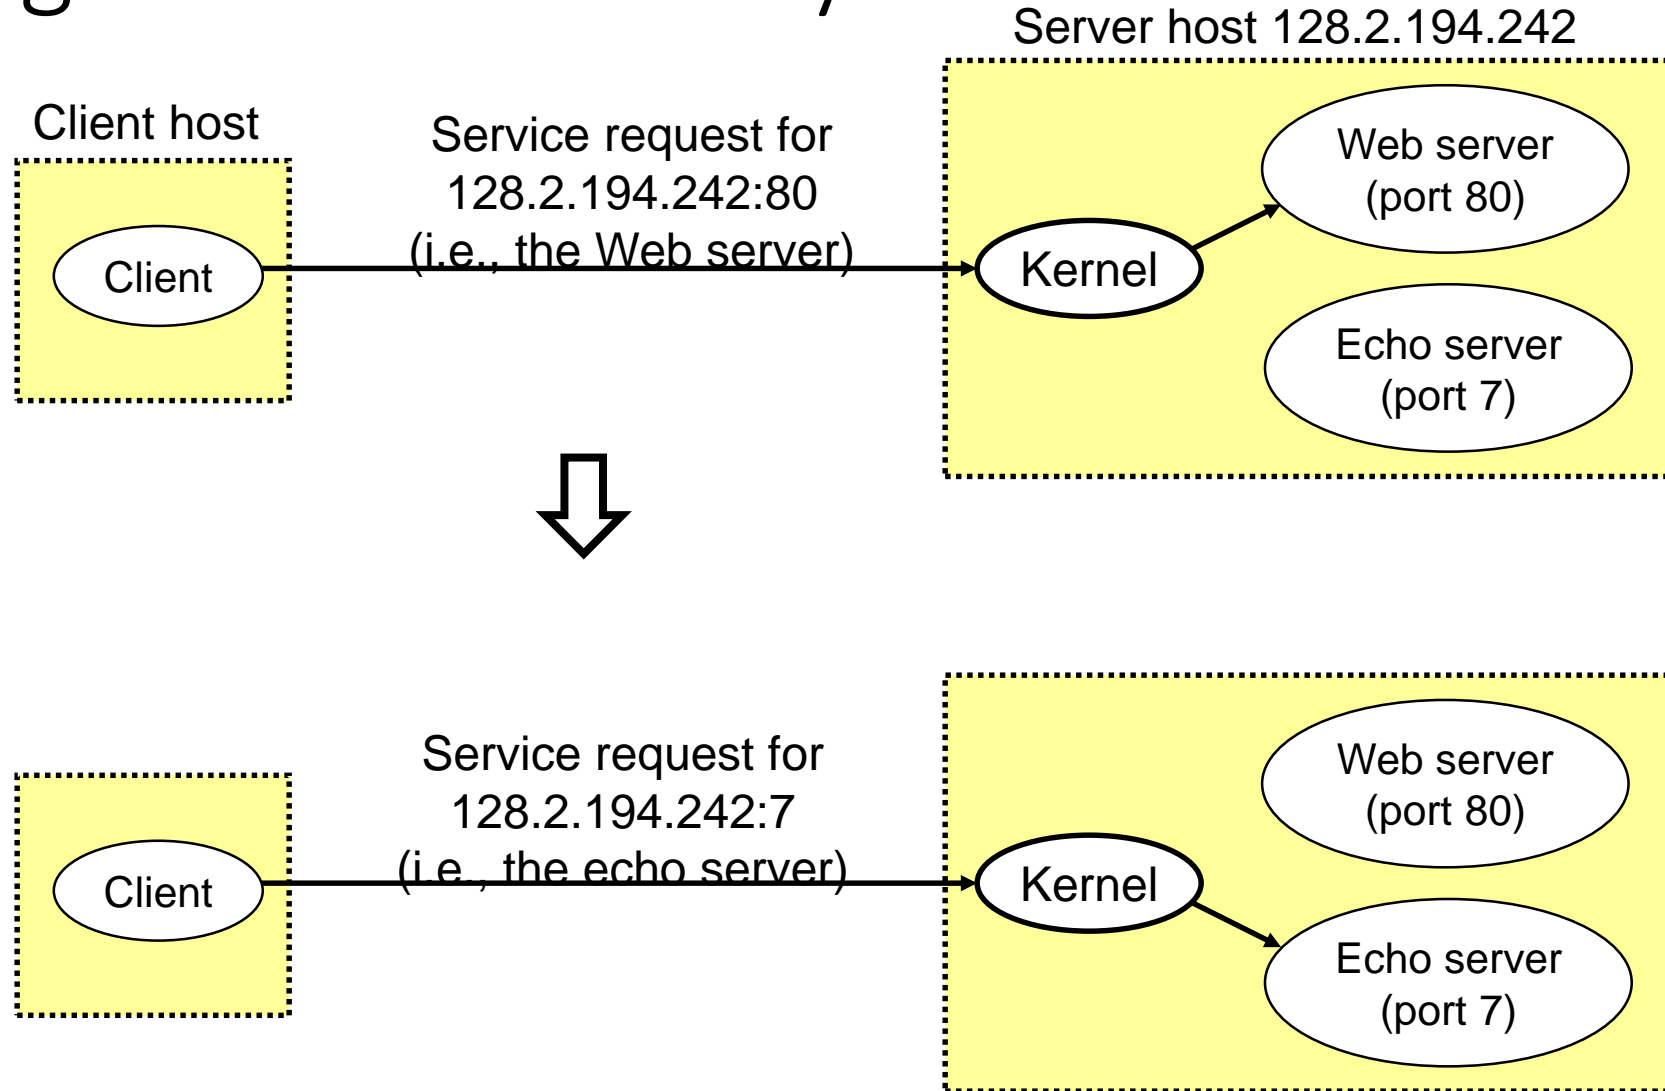 Server host 128.2.194.242
Client host
Service request for
128.2.194.242:80
(i.e., the Web server)
Client
Kernel
Web server
(port 80)
Echo server
(port 7)
Service request for
128.2.194.242:7
(i.e., the echo server)
Client
Kernel
Web server
(port 80)
Echo server
(port 7)